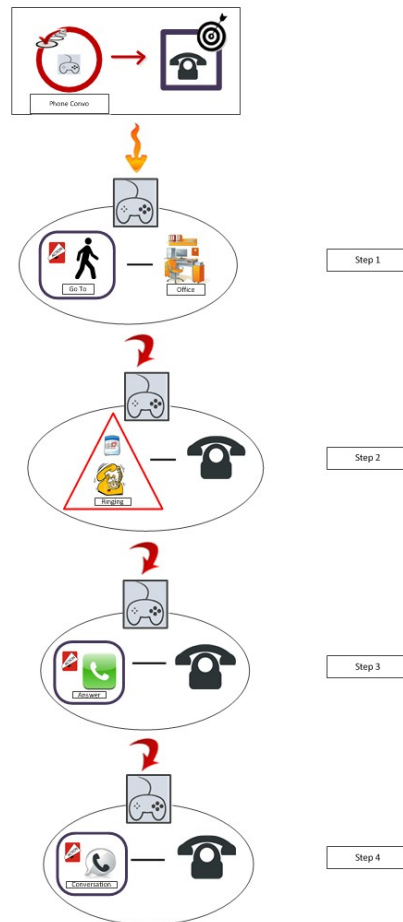 Phone Convo
Go To
Office
Step 1
Ringing
Step 2
Answer
Step 3
Conversation
Step 4